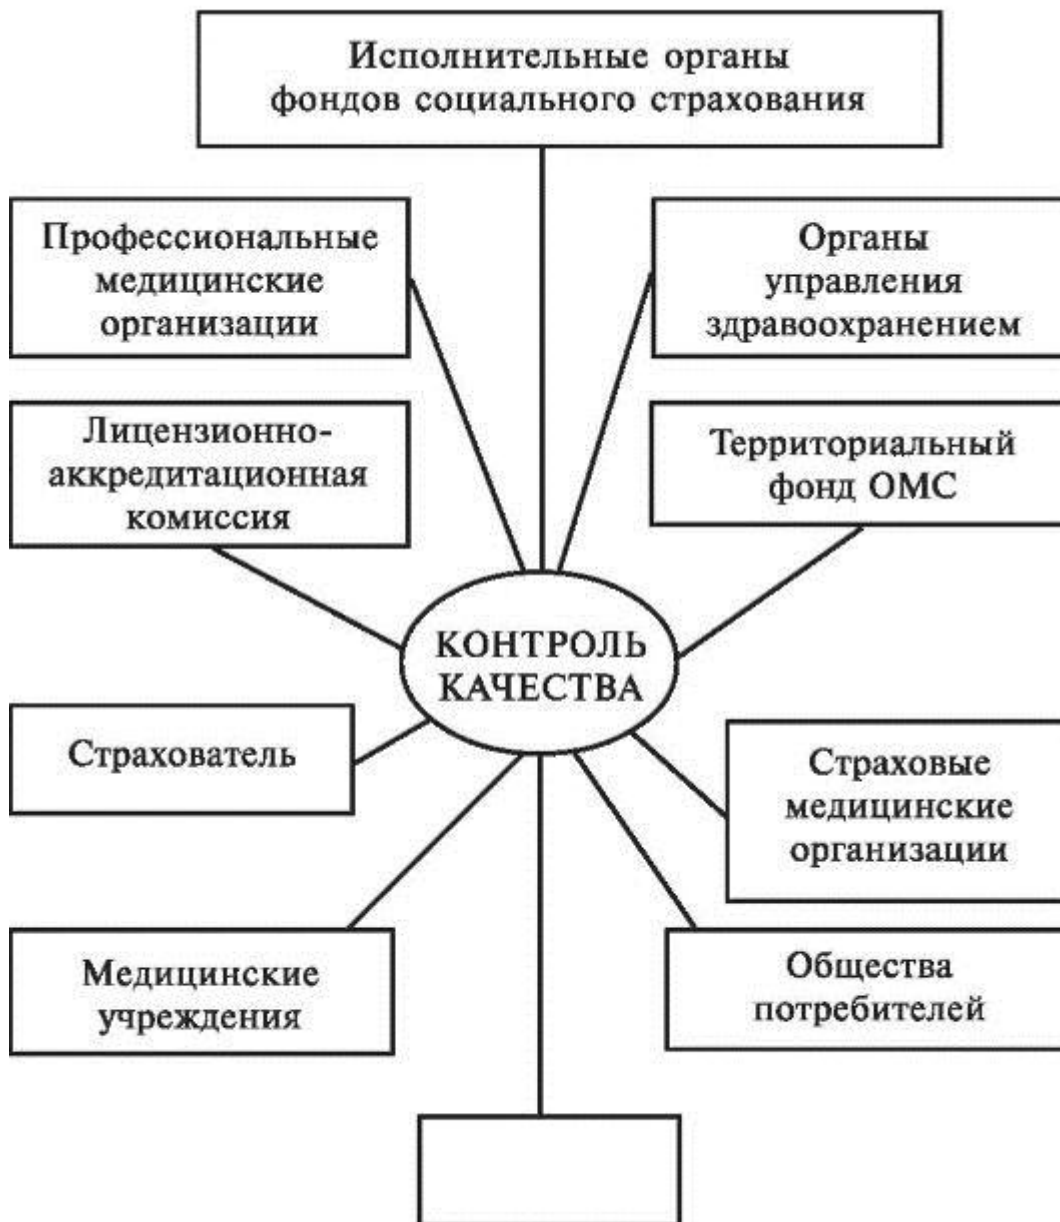 Исполнительные органы
фондов социального страхования
Профессиональные
медицинские
организации
Органы
управления
здравоохранением
Лицензионно-
аккредитационная
комиссия
Территориальный
фонд ОМС
КОНТРОЛЬ
КАЧЕСТВА
Страхователь
Страховые
медицинские
организации
Медицинские
учреждения
Общества
потребителей